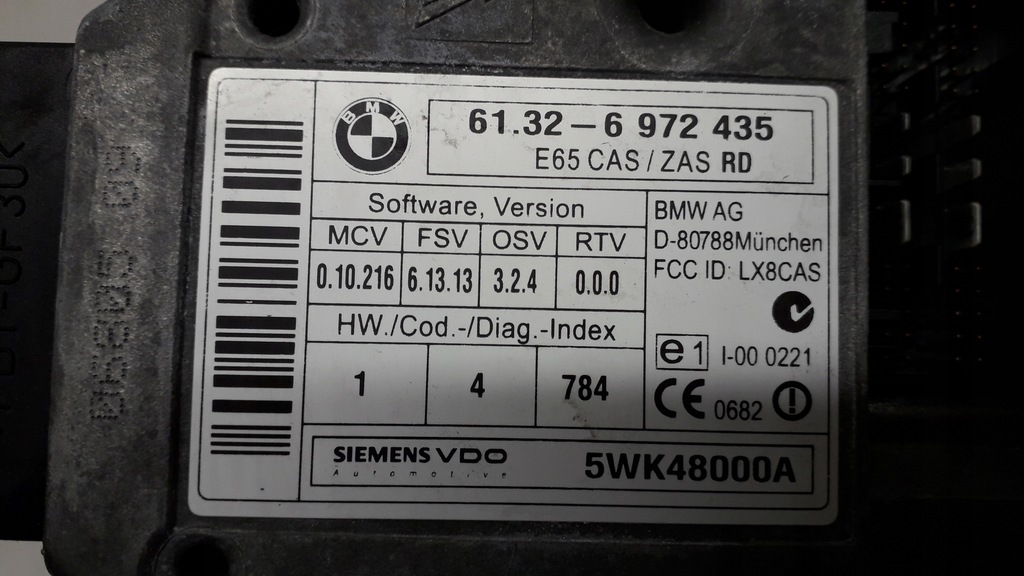 BMW
61.32-6 972 435
E65 CAS/ZAS RD
Software, Version
MCV FSV OSV RTV
0.10.216 6.13.13 3.2.4 0.0.0
HW./Cod.-/Diag.-Index
1 4 784
BMW AG
D-80788München
FCC ID: LX8CAS
e1 I-00 0221
CE 0682
SIEMENS VDO
Automotive
5WK48000A